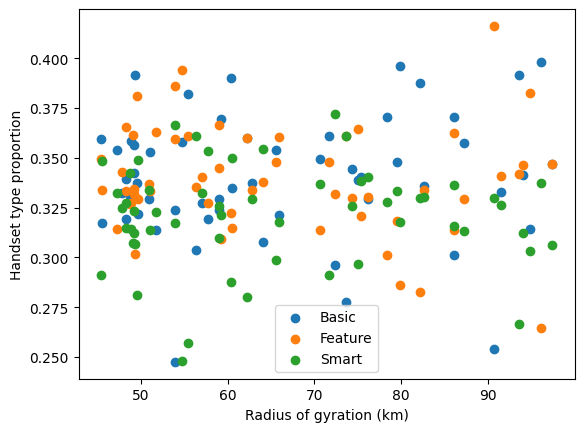 0.400
0.375
0.350
0.325
0.300
0.275
0.250
Handset type proportion
Basic
Feature
Smart
50
60
70
80
90
Radius of gyration (km)